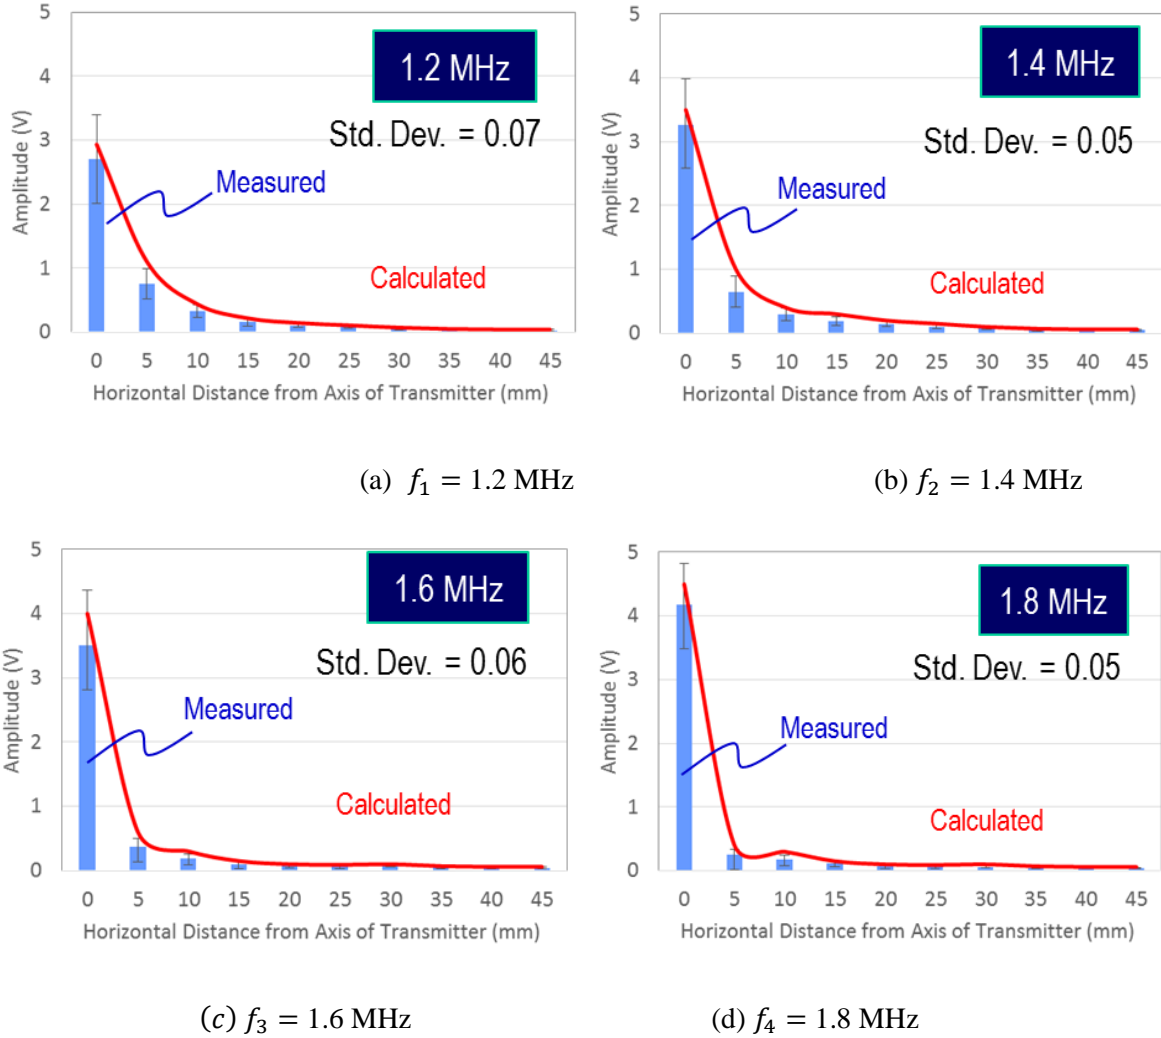 5
4
3
2
1
0
Amplitude (V)
1.2 MHz
Std. Dev. = 0.07
Measured
Calculated
0 5 10 15 20 25 30 35 40 45
Horizontal Distance from Axis of Transmitter (mm)
5
4
3
2
1
0
Amplitude (V)
1.4 MHz
Std. Dev. = 0.05
Measured
Calculated
0 5 10 15 20 25 30 35 40 45
Horizontal Distance from Axis of Transmitter (mm)
(a) f₁ = 1.2 MHz
(b) f₂ = 1.4 MHz
5
4
3
2
1
0
Amplitude (V)
1.6 MHz
Std. Dev. = 0.06
Measured
Calculated
0 5 10 15 20 25 30 35 40 45
Horizontal Distance from Axis of Transmitter (mm)
5
4
3
2
1
0
Amplitude (V)
1.8 MHz
Std. Dev. = 0.05
Measured
Calculated
0 5 10 15 20 25 30 35 40 45
Horizontal Distance from Axis of Transmitter (mm)
(c) f₃ = 1.6 MHz
(d) f₄ = 1.8 MHz